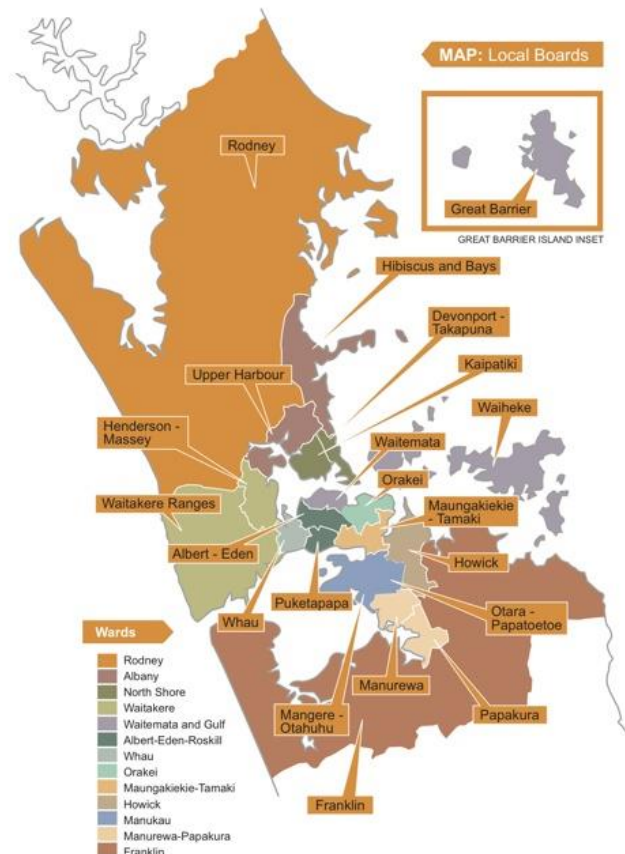 MAP: Local Boards
Rodney
Great Barrier
GREAT BARRIER ISLAND INSET
Hibiscus and Bays
Devonport -
Takapuna
Kaipatiki
Upper Harbour
Waiheke
Henderson -
Massey
Waitemata
Orakei
Waitakere Ranges
Maungakiekie
- Tamaki
Albert - Eden
Howick
Puketapapa
Whau
Otara -
Papatoetoe
Manurewa
Mangere -
Otahuhu
Papakura
Franklin
Wards
Rodney
Albany
North Shore
Waitakere
Waitemata and Gulf
Albert-Eden-Roskill
Whau
Orakei
Maungakiekie-Tamaki
Howick
Manukau
Manurewa-Papakura
Franklin